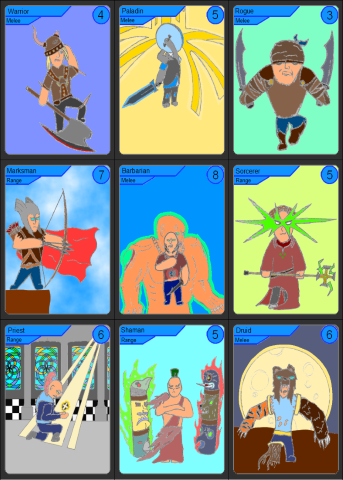 Warrior
Melee
4
Paladin
Melee
5
Rogue
Melee
3
Marksman
Range
7
Barbarian
Melee
8
Sorcerer
Range
5
Priest
Range
6
Shaman
Range
5
Druid
Melee
6